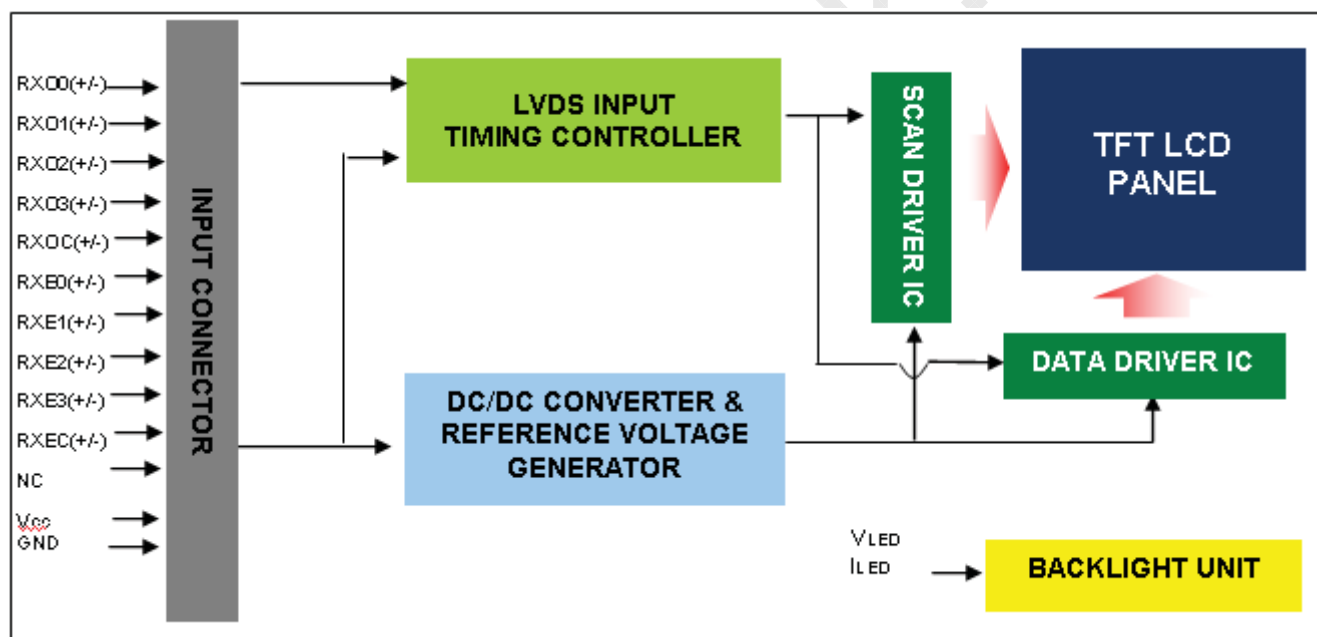 RXO0(+/-)
RXO1(+/-)
RXO2(+/-)
RXO3(+/-)
RXOC(+/-)
RXE0(+/-)
RXE1(+/-)
RXE2(+/-)
RXE3(+/-)
RXEC(+/-)
NC
Vcc
GND
INPUT CONNECTOR
LVDS INPUT
TIMING CONTROLLER
DC/DC CONVERTER &
REFERENCE VOLTAGE
GENERATOR
SCAN DRIVER IC
TFT LCD
PANEL
DATA DRIVER IC
VLED
ILED
BACKLIGHT UNIT